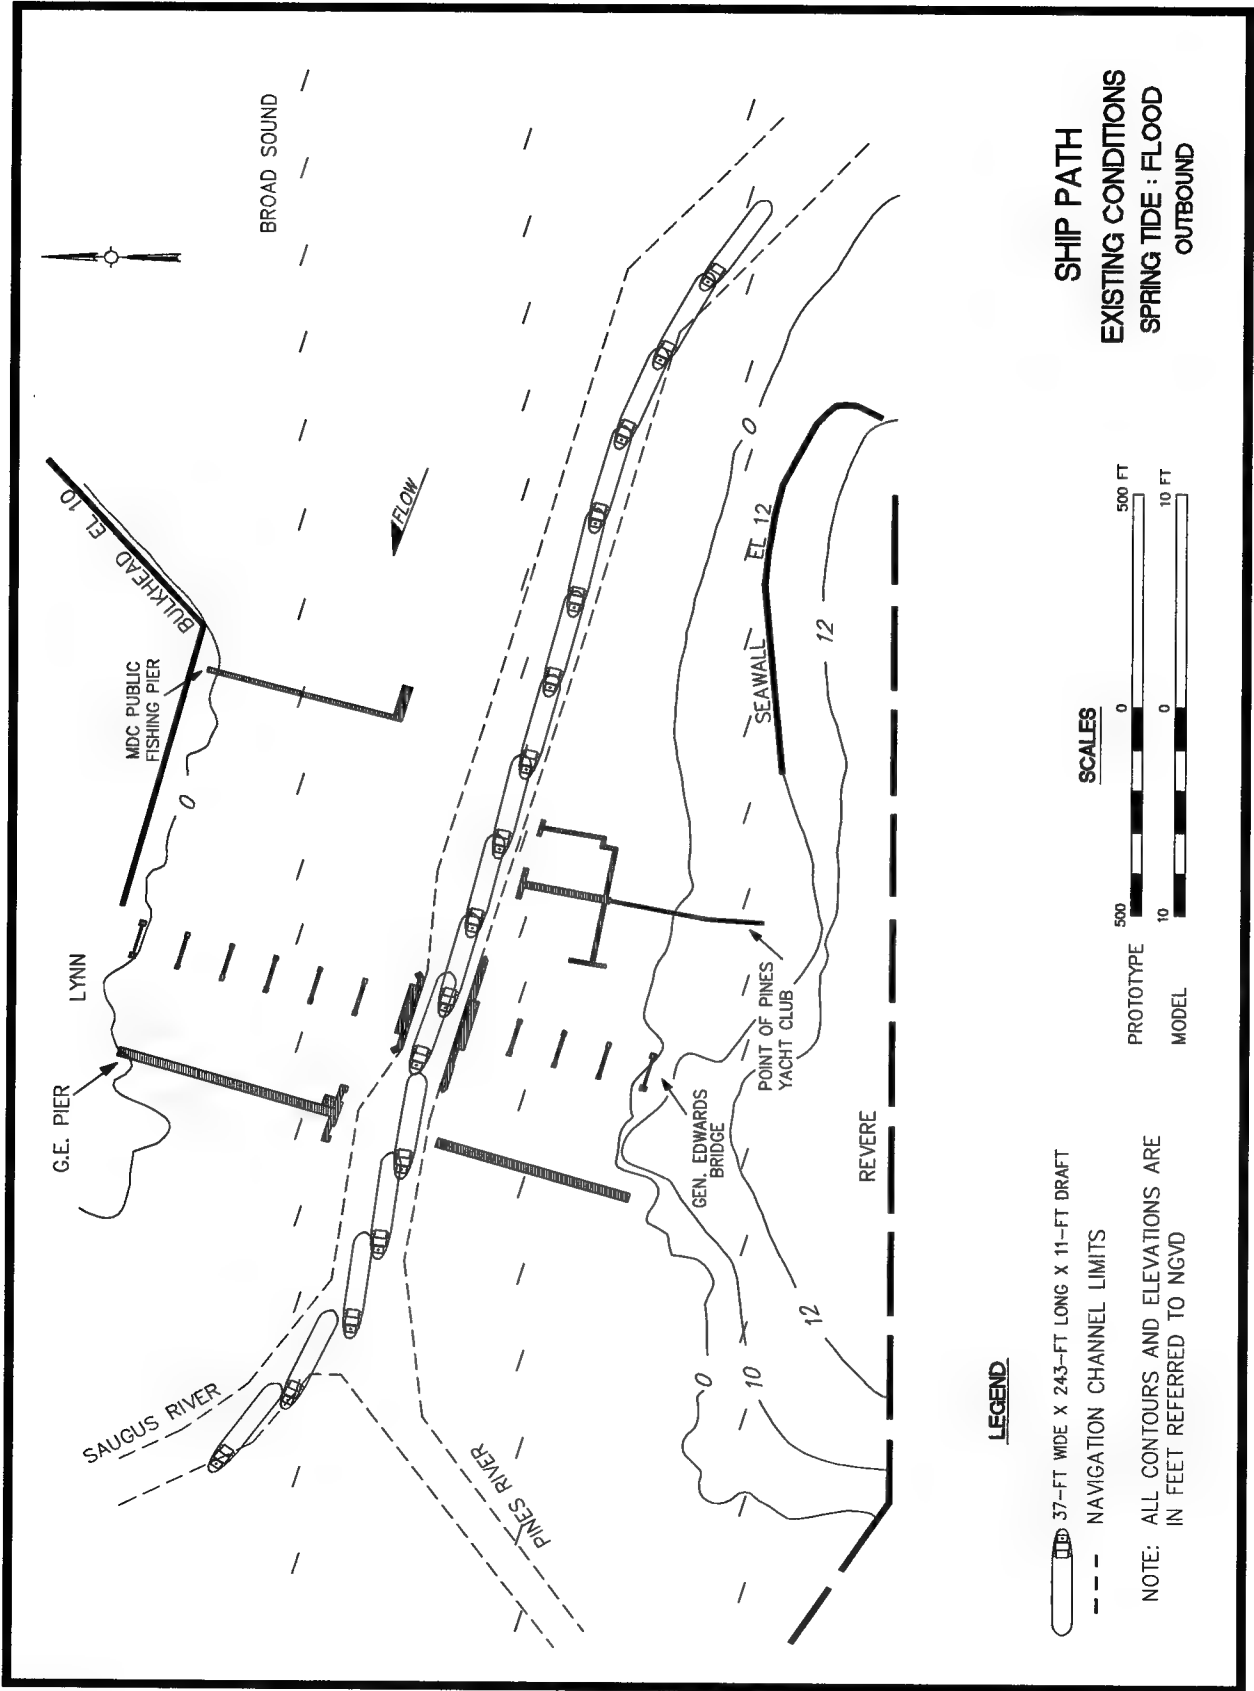 BROAD SOUND
BULKHEAD EL 10
MDC PUBLIC
FISHING PIER
FLOW
0
LYNN
G.E. PIER
SAUGUS RIVER
PINES RIVER
0
SEAWALL EL 12
12
POINT OF PINES
YACHT CLUB
GEN. EDWARDS
BRIDGE
REVERE
0
10
12
SHIP PATH
EXISTING CONDITIONS
SPRING TIDE : FLOOD
OUTBOUND
SCALES
PROTOTYPE 500 0 500 FT
MODEL 10 0 10 FT
LEGEND
37-FT WIDE X 243-FT LONG X 11-FT DRAFT
NAVIGATION CHANNEL LIMITS
NOTE: ALL CONTOURS AND ELEVATIONS ARE
IN FEET REFERRED TO NGVD